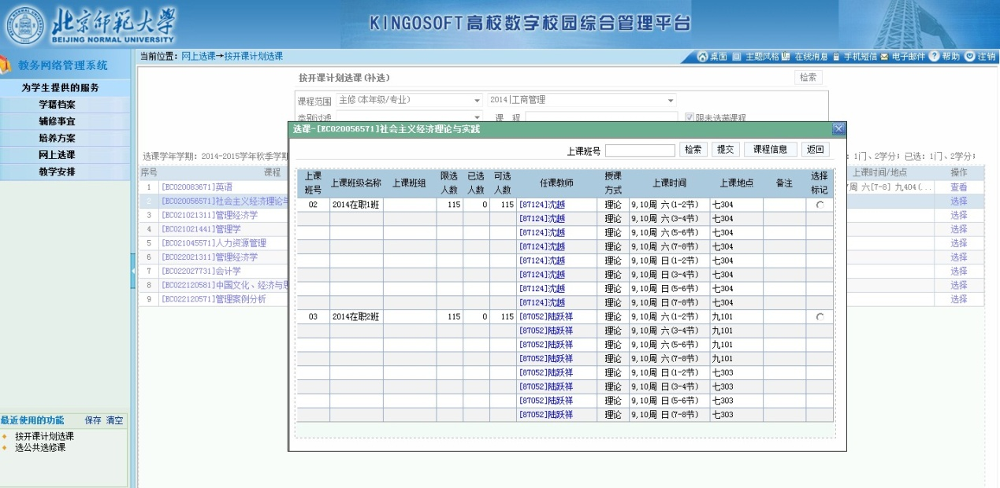 北京师范大学
BEIJING NORMAL UNIVERSITY
KINGOSOFT高校数字校园综合管理平台
教务网络管理系统
当前位置：网上选课→按开课计划选课
桌面 主题风格 在线消息 手机短信 电子邮件 帮助 注销
为学生提供的服务
学籍档案
辅修事宜
培养方案
网上选课
教学安排
按开课计划选课(补选)
检索
课程范围 主修(本年级/专业) 2014|工商管理
类别过滤 课 程 限未选满课程
选课学年学期：2014-2015学年秋季学期
：1门、2学分；已选：1门、2学分；
序号 课程 上课时间/地点 操作
1 [EC020083671]英语 周 六[7-8] 九404(... 查看
2 [EC020056571]社会主义经济理论与 选择
3 [EC021021311]管理经济学 选择
4 [EC021021441]管理学 选择
5 [EC021045571]人力资源管理 选择
6 [EC022021311]管理经济学 选择
7 [EC022027731]会计学 选择
8 [EC022120581]中国文化、经济与 选择
9 [EC022120571]管理案例分析 选择
选课-[EC020056571]社会主义经济理论与实践
上课班号 检索 提交 课程信息 返回
上课班号 上课班级名称 上课班组 限选人数 已选人数 可选人数 任课教师 授课方式 上课时间 上课地点 备注 选择标记
02 2014在职1班 115 0 115 [87124]沈越 理论 9,10周 六(1-2节) 七304
[87124]沈越 理论 9,10周 六(3-4节) 七304
[87124]沈越 理论 9,10周 六(5-6节) 七304
[87124]沈越 理论 9,10周 六(7-8节) 七304
[87124]沈越 理论 9,10周 日(1-2节) 七304
[87124]沈越 理论 9,10周 日(3-4节) 七304
[87124]沈越 理论 9,10周 日(5-6节) 七304
[87124]沈越 理论 9,10周 日(7-8节) 七304
03 2014在职2班 115 0 115 [87052]陆跃祥 理论 9,10周 六(1-2节) 九101
[87052]陆跃祥 理论 9,10周 六(3-4节) 九101
[87052]陆跃祥 理论 9,10周 六(5-6节) 九101
[87052]陆跃祥 理论 9,10周 六(7-8节) 九101
[87052]陆跃祥 理论 9,10周 日(1-2节) 七303
[87052]陆跃祥 理论 9,10周 日(3-4节) 七303
[87052]陆跃祥 理论 9,10周 日(5-6节) 七303
[87052]陆跃祥 理论 9,10周 日(7-8节) 七303
最近使用的功能 保存 清空
按开课计划选课
选公共选修课